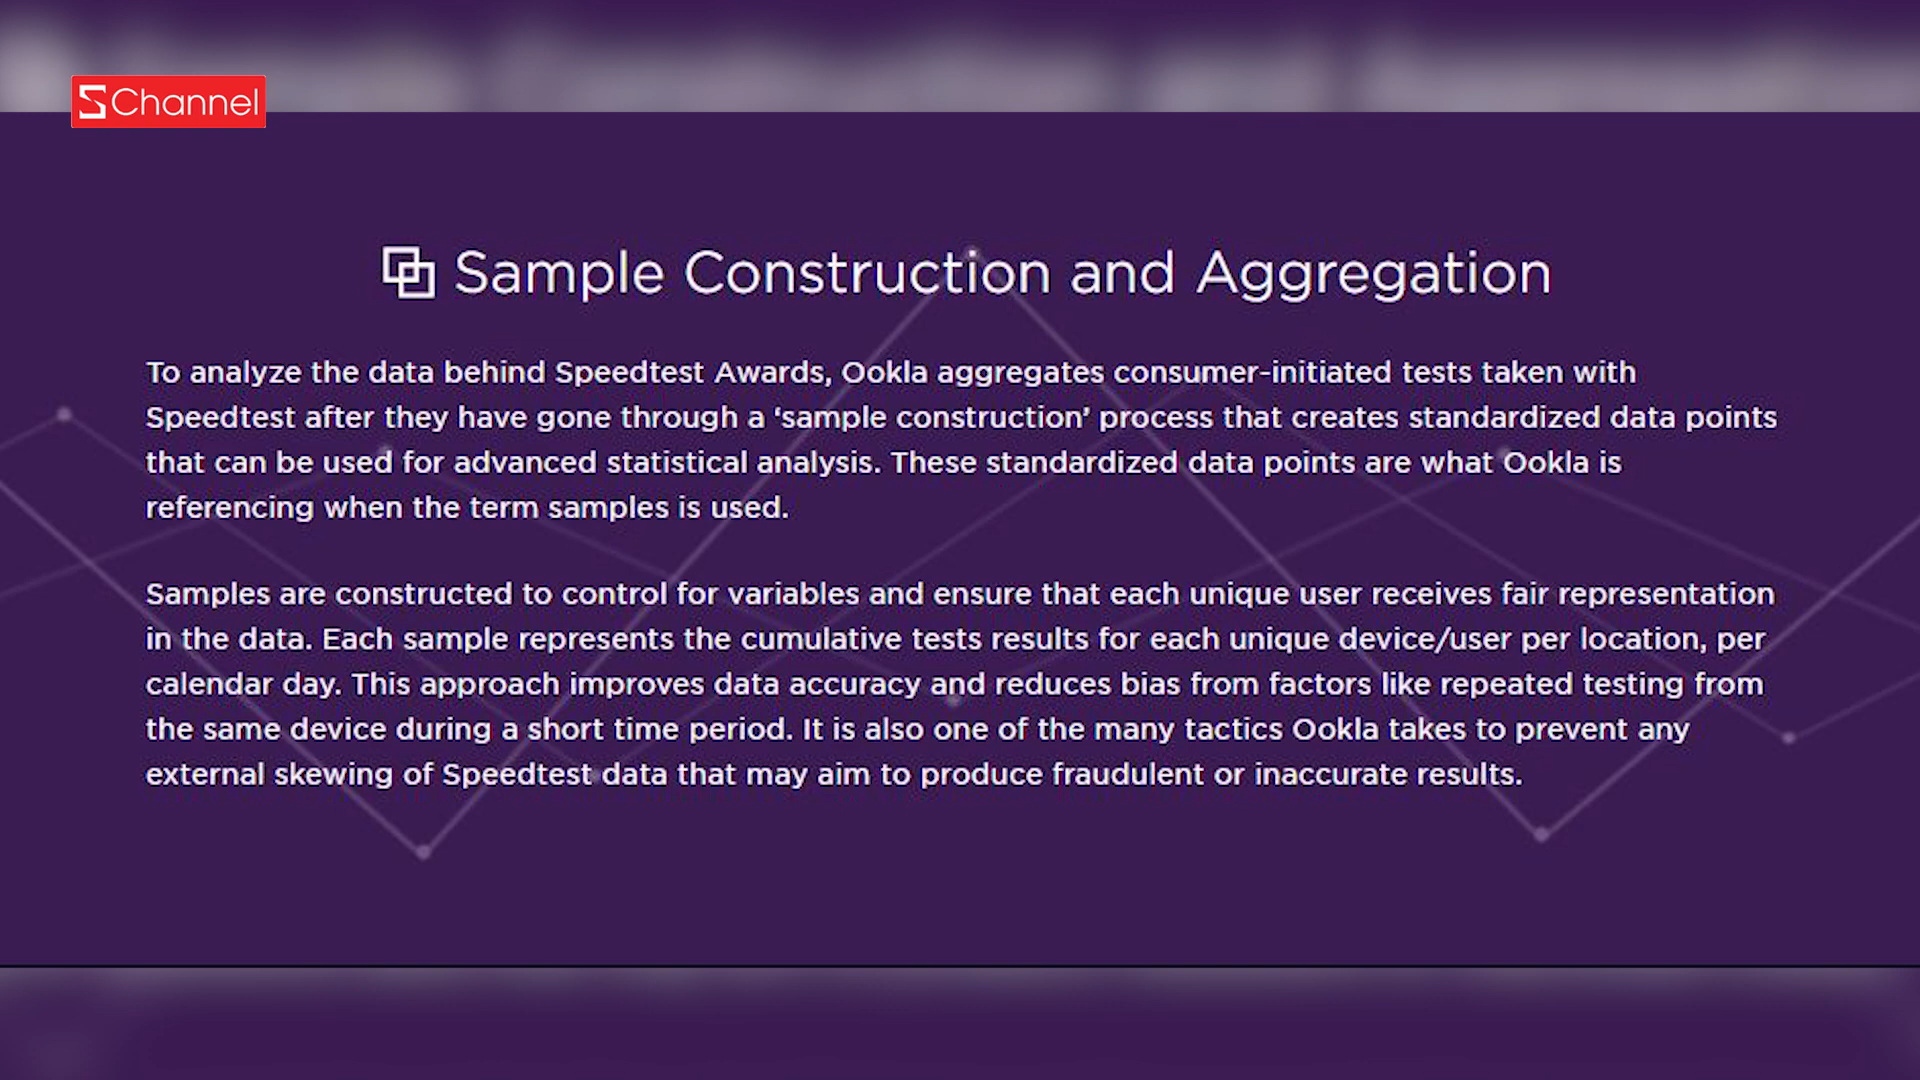 SChannel
Sample Construction and Aggregation
To analyze the data behind Speedtest Awards, Ookla aggregates consumer-initiated tests taken with
Speedtest after they have gone through a ‘sample construction’ process that creates standardized data points
that can be used for advanced statistical analysis. These standardized data points are what Ookla is
referencing when the term samples is used.
Samples are constructed to control for variables and ensure that each unique user receives fair representation
in the data. Each sample represents the cumulative tests results for each unique device/user per location, per
calendar day. This approach improves data accuracy and reduces bias from factors like repeated testing from
the same device during a short time period. It is also one of the many tactics Ookla takes to prevent any
external skewing of Speedtest data that may aim to produce fraudulent or inaccurate results.